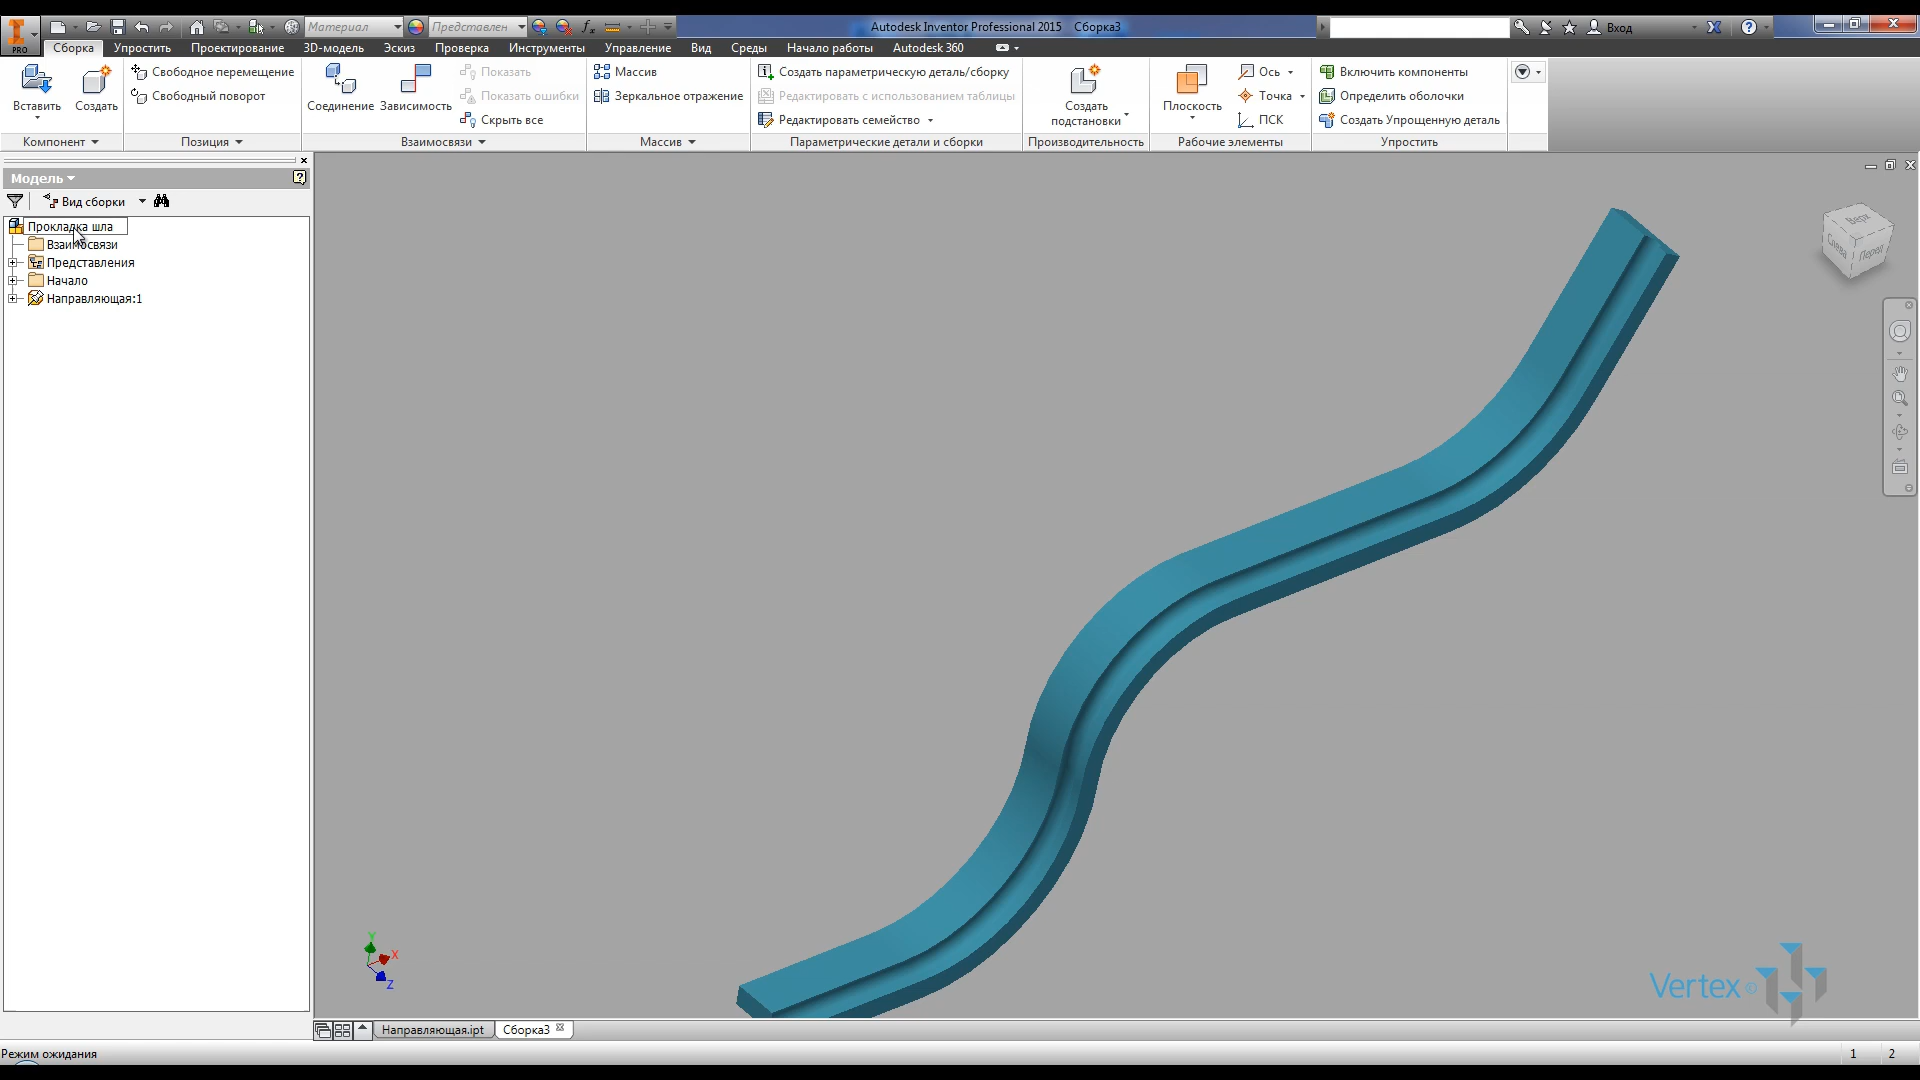 Материал
Представлен
Autodesk Inventor Professional 2015 Сборка3
Вход
PRO
Сборка Упростить Проектирование 3D-модель Эскиз Проверка Инструменты Управление Вид Среды Начало работы Autodesk 360
Вставить
Создать
Свободное перемещение
Свободный поворот
Соединение
Зависимость
Показать
Показать ошибки
Скрыть все
Массив
Зеркальное отражение
Создать параметрическую деталь/сборку
Редактировать с использованием таблицы
Редактировать семейство
Создать
подстановки
Плоскость
Ось
Точка
ПСК
Включить компоненты
Определить оболочки
Создать Упрощенную деталь
Компонент Позиция Взаимосвязи Массив Параметрические детали и сборки Производительность Рабочие элементы Упростить
Модель
Вид сборки
Прокладка шла
Взаимосвязи
Представления
Начало
Направляющая:1
Верх
Слева
Перед
Y
X
Z
Vertex ©
Направляющая.ipt Сборка3
Режим ожидания
1 2